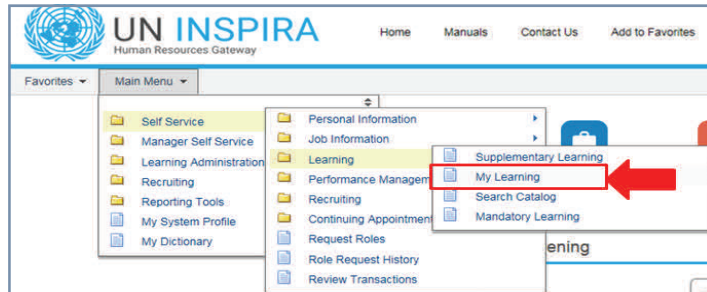 UN INSPIRA
Human Resources Gateway
Home Manuals Contact Us Add to Favorites
Favorites Main Menu
Self Service
Manager Self Service
Learning Administration
Recruiting
Reporting Tools
My System Profile
My Dictionary
Personal Information
Job Information
Learning
Performance Managem
Recruiting
Continuing Appointment
Request Roles
Role Request History
Review Transactions
Supplementary Learning
My Learning
Search Catalog
Mandatory Learning
ening